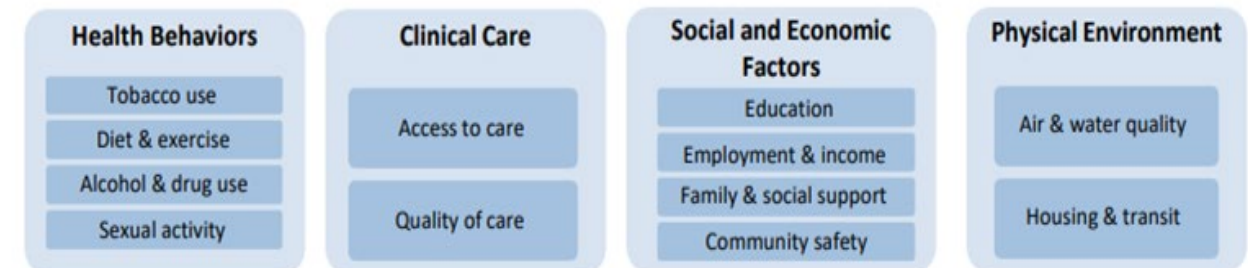 Health Behaviors
Tobacco use
Diet & exercise
Alcohol & drug use
Sexual activity
Clinical Care
Access to care
Quality of care
Social and Economic
Factors
Education
Employment & income
Family & social support
Community safety
Physical Environment
Air & water quality
Housing & transit